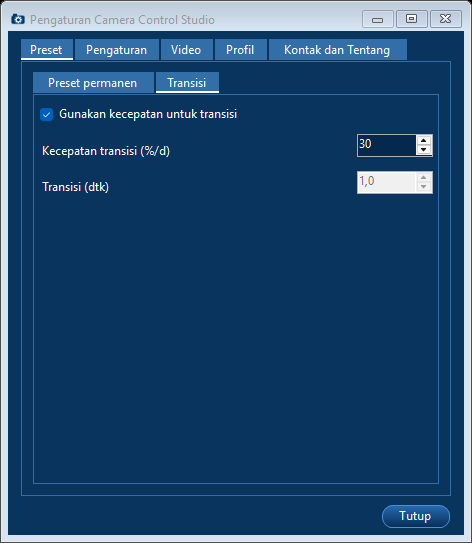 Pengaturan Camera Control Studio
Preset Pengaturan Video Profil Kontak dan Tentang
Preset permanen Transisi
Gunakan kecepatan untuk transisi
Kecepatan transisi (%/d) 30
Transisi (dtk) 1,0
Tutup